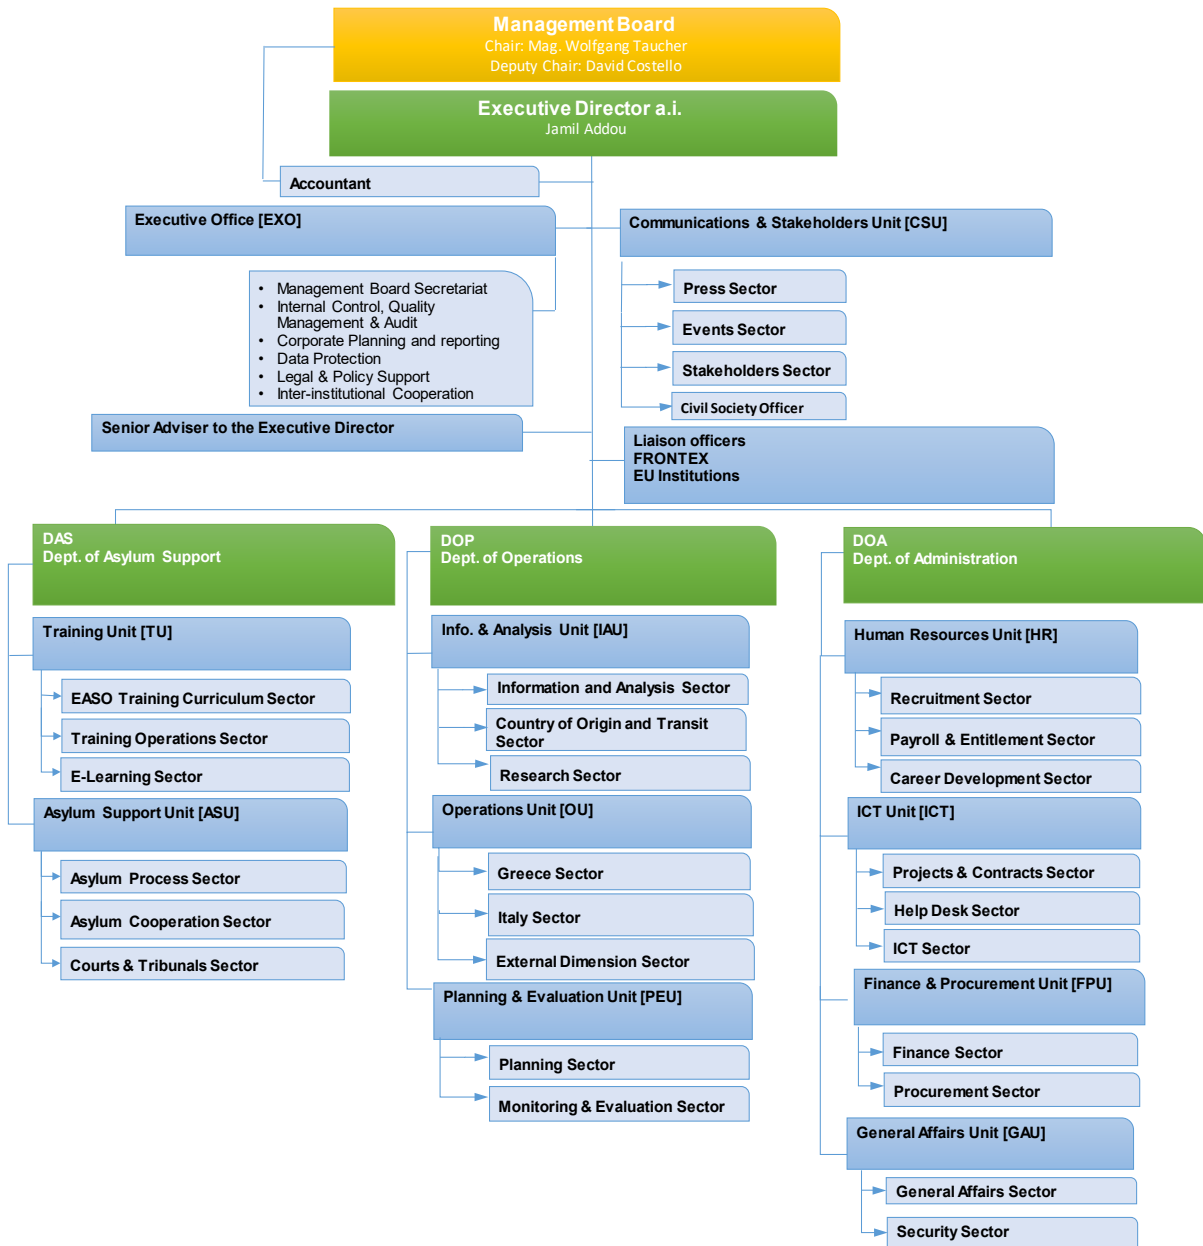 Management Board
Chair: Mag. Wolfgang Taucher
Deputy Chair: David Costello
Executive Director a.i.
Jamil Addou
Accountant
Executive Office [EXO]
• Management Board Secretariat
• Internal Control, Quality
Management & Audit
• Corporate Planning and reporting
• Data Protection
• Legal & Policy Support
• Inter-institutional Cooperation
Communications & Stakeholders Unit [CSU]
Press Sector
Events Sector
Stakeholders Sector
Civil Society Officer
Senior Adviser to the Executive Director
Liaison officers
FRONTEX
EU Institutions
DAS
Dept. of Asylum Support
Training Unit [TU]
EASO Training Curriculum Sector
Training Operations Sector
E-Learning Sector
Asylum Support Unit [ASU]
Asylum Process Sector
Asylum Cooperation Sector
Courts & Tribunals Sector
DOP
Dept. of Operations
Info. & Analysis Unit [IAU]
Information and Analysis Sector
Country of Origin and Transit
Sector
Research Sector
Operations Unit [OU]
Greece Sector
Italy Sector
External Dimension Sector
Planning & Evaluation Unit [PEU]
Planning Sector
Monitoring & Evaluation Sector
DOA
Dept. of Administration
Human Resources Unit [HR]
Recruitment Sector
Payroll & Entitlement Sector
Career Development Sector
ICT Unit [ICT]
Projects & Contracts Sector
Help Desk Sector
ICT Sector
Finance & Procurement Unit [FPU]
Finance Sector
Procurement Sector
General Affairs Unit [GAU]
General Affairs Sector
Security Sector